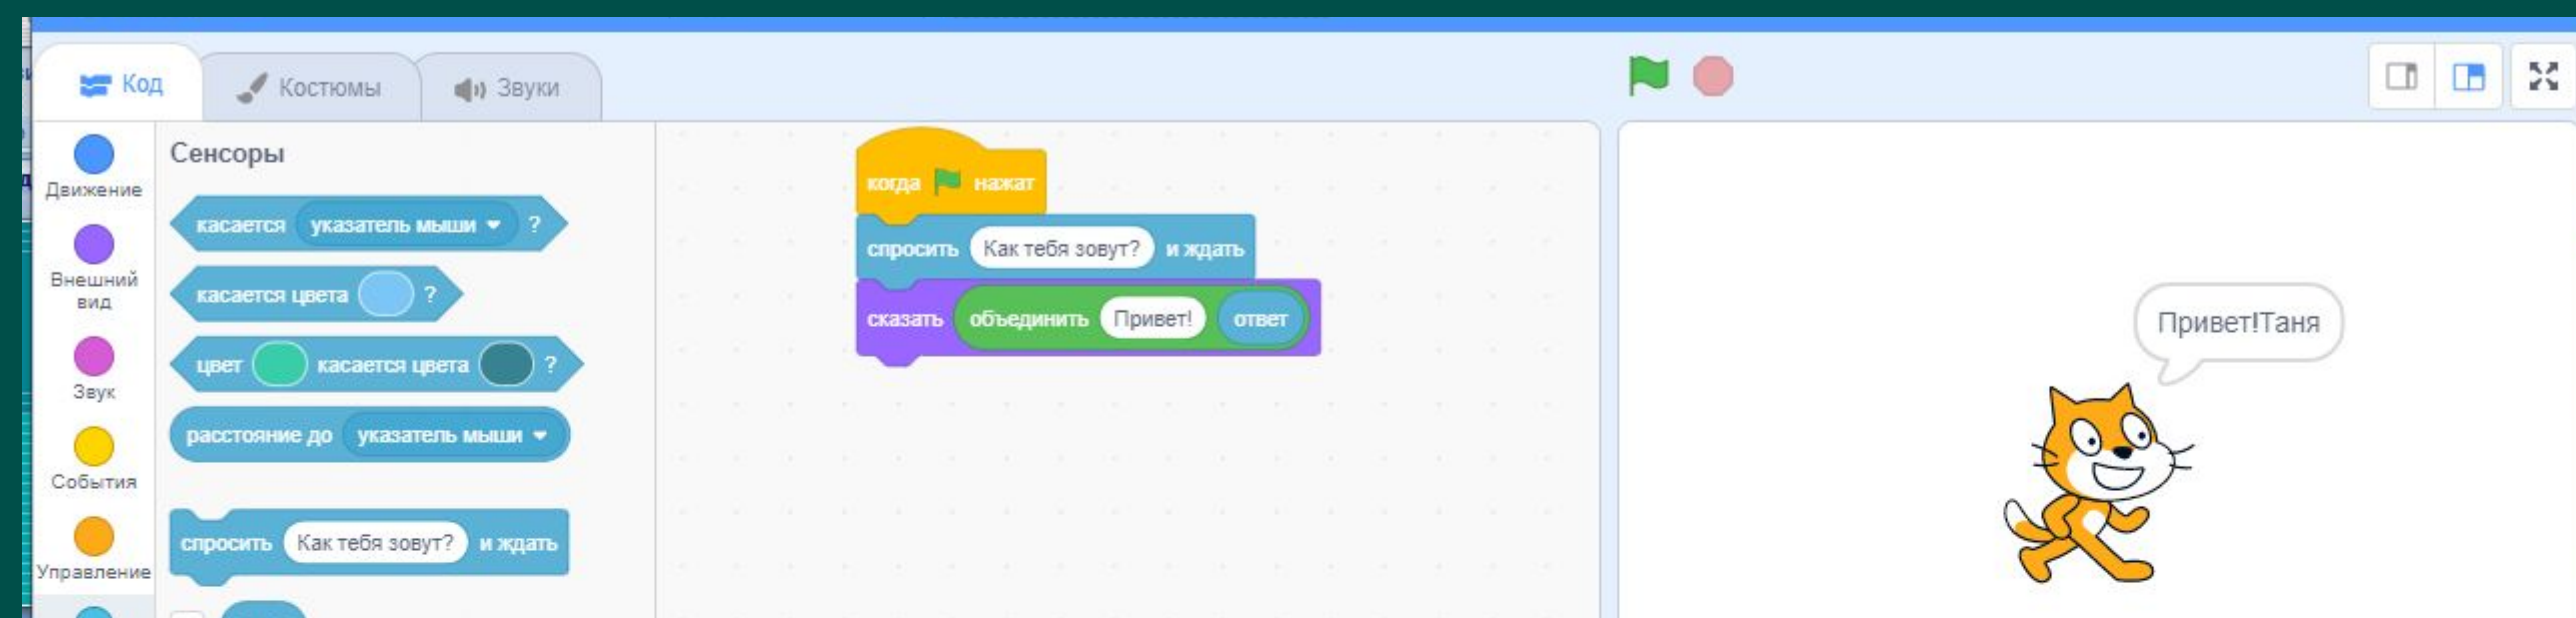 Код
Костюмы
Звуки
Движение
Внешний
вид
Звук
События
Управление
Сенсоры
касается указатель мыши ?
касается цвета ?
цвет касается цвета ?
расстояние до указатель мыши
спросить Как тебя зовут? и ждать
когда нажат
спросить Как тебя зовут? и ждать
сказать объединить Привет! ответ
Привет!Таня